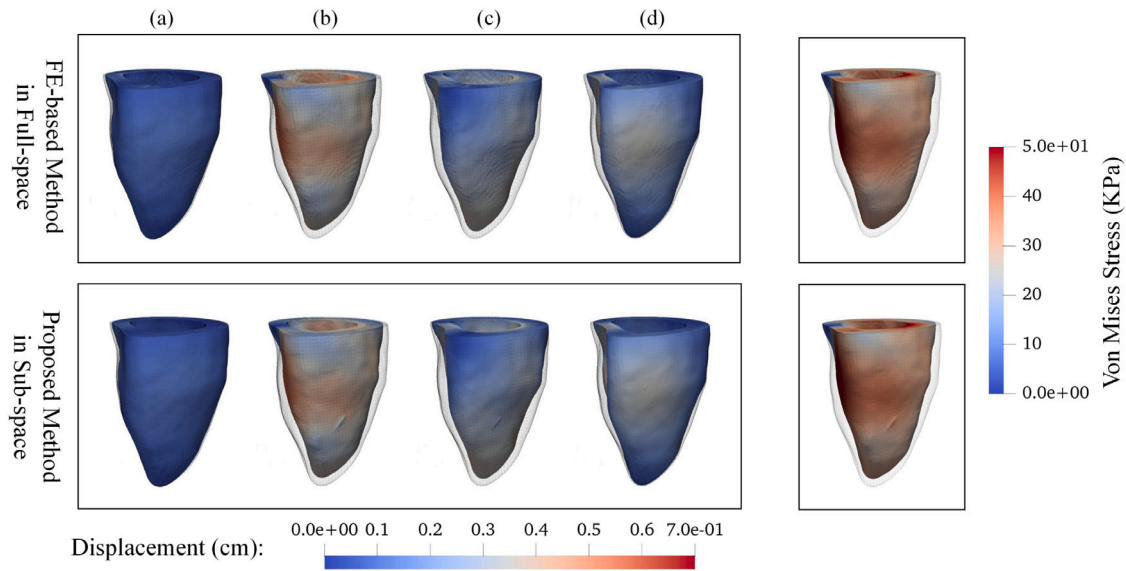 (a)
(b)
(c)
(d)
FE-based Method
in Full-space
Proposed Method
in Sub-space
5.0e+01
40
30
20
10
0.0e+00
Von Mises Stress (KPa)
0.0e+00 0.1 0.2 0.3 0.4 0.5 0.6 7.0e-01
Displacement (cm):